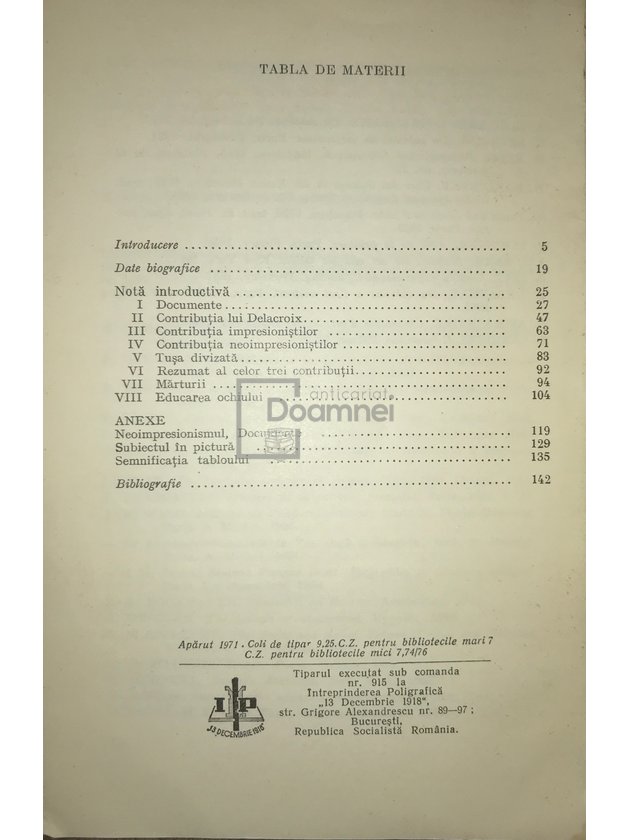 TABLA DE MATERII
Introducere 5
Date biografice 19
Notă introductivă 25
I Documente 27
II Contribuția lui Delacroix 47
III Contribuția impresioniștilor 63
IV Contribuția neoimpresioniștilor 71
V Tușa divizată 83
VI Rezumat al celor trei contribuții 92
VII Mărturii 94
VIII Educarea ochiului 104
anticariat
Doamnei
ANEXE
Neoimpresionismul, 119
Subiectul în pictură 129
Semnificația tabloului 135
Bibliografie 142
Apărut 1971. Coli de tipar 9,25. C.Z. pentru bibliotecile mari 7
C.Z. pentru bibliotecile mici 7,74/76
Tiparul executat sub comanda
nr. 915 la
Intreprinderea Poligrafică
„13 Decembrie 1918",
str. Grigore Alexandrescu nr. 89–97;
București,
Republica Socialistă România.
I P
"13 DECEMBRIE 1918"